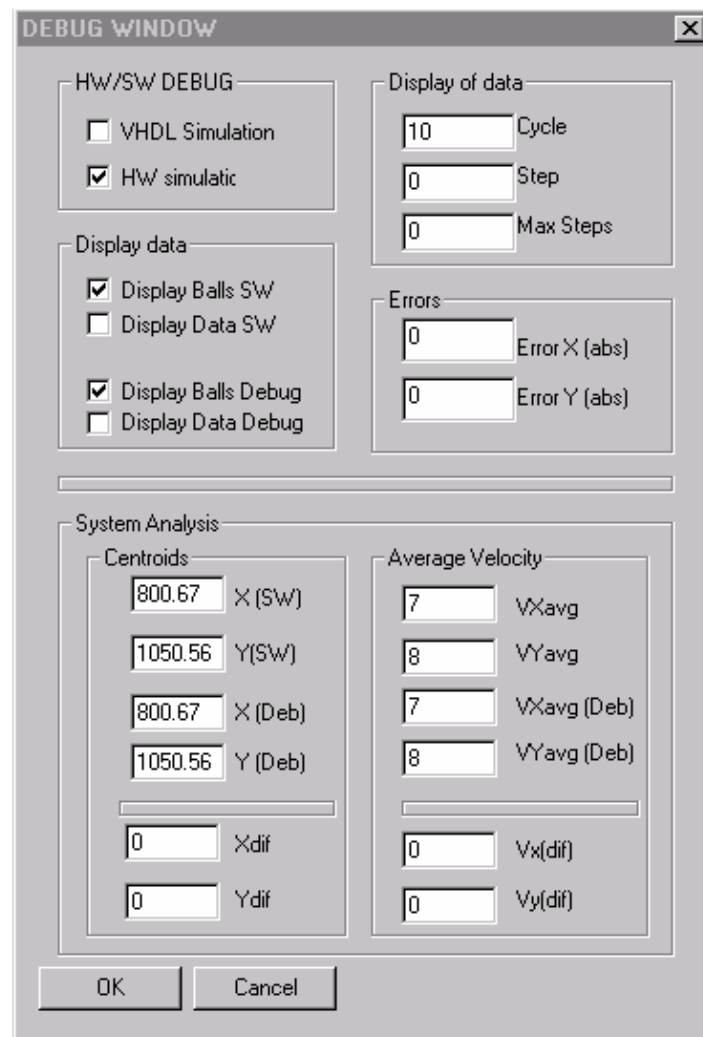 DEBUG WINDOW
HW/SW DEBUG
VHDL Simulation
HW simulatic
Display of data
10 Cycle
0 Step
0 Max Steps
Display data
Display Balls SW
Display Data SW
Display Balls Debug
Display Data Debug
Errors
0 Error X (abs)
0 Error Y (abs)
System Analysis
Centroids
800.67 X (SW)
1050.56 Y(SW)
800.67 X (Deb)
1050.56 Y (Deb)
0 Xdif
0 Ydif
Average Velocity
7 VXavg
8 VYavg
7 VXavg (Deb)
8 VYavg (Deb)
0 Vx(dif)
0 Vy(dif)
OK
Cancel